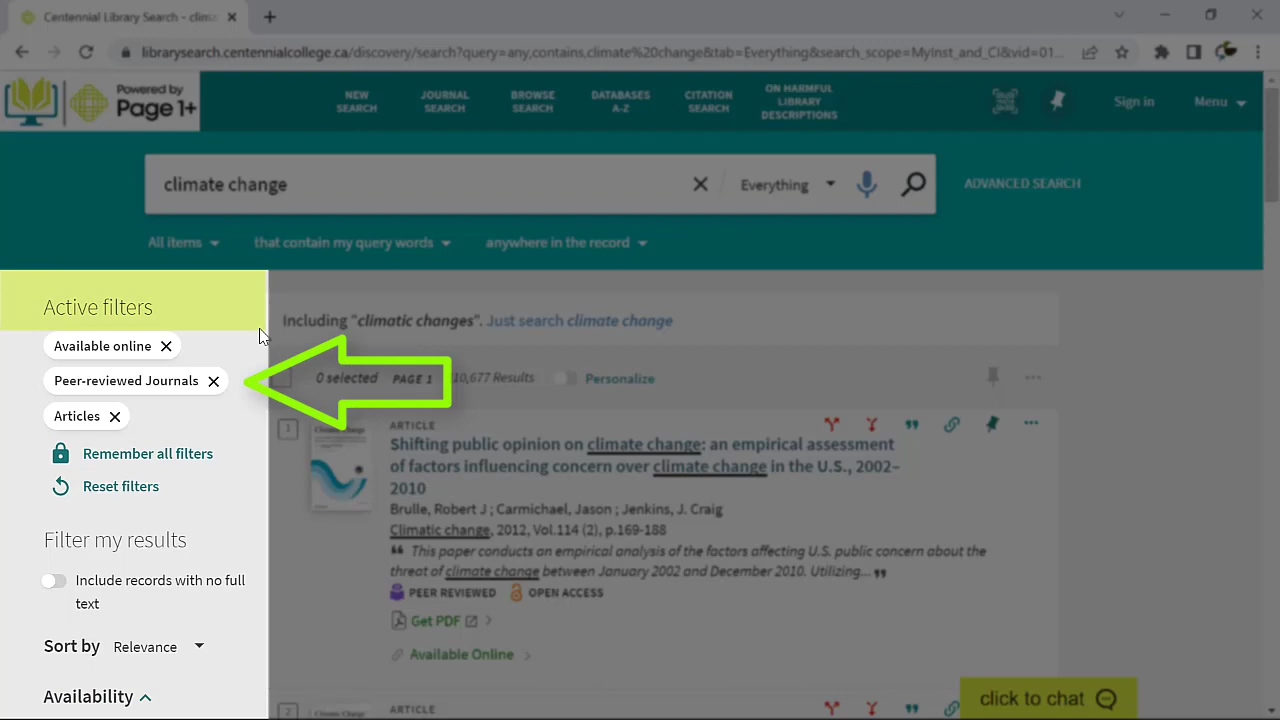 Centennial Library Search - clima
librarysearch.centennialcollege.ca/discovery/search?query=any,contains,climate%20change&tab=Everything&search_scope=MyInst_and_CI&vid=01...
Powered by
Page 1+
NEW
SEARCH
JOURNAL
SEARCH
BROWSE
SEARCH
DATABASES
A-Z
CITATION
SEARCH
ON HARMFUL
LIBRARY
DESCRIPTIONS
Sign in
Menu
climate change
Everything
ADVANCED SEARCH
All items
that contain my query words
anywhere in the record
Active filters
Available online
Peer-reviewed Journals
Articles
Remember all filters
Reset filters
Filter my results
Include records with no full
text
Sort by Relevance
Availability
Including "climatic changes". Just search climate change
0 selected PAGE 1 10,677 Results Personalize
1
ARTICLE
Shifting public opinion on climate change: an empirical assessment
of factors influencing concern over climate change in the U.S., 2002–
2010
Brulle, Robert J ; Carmichael, Jason ; Jenkins, J. Craig
Climatic change, 2012, Vol.114 (2), p.169-188
This paper conducts an empirical analysis of the factors affecting U.S. public concern about the
threat of climate change between January 2002 and December 2010. Utilizing...
PEER REVIEWED OPEN ACCESS
Get PDF
Available Online
2
ARTICLE
click to chat